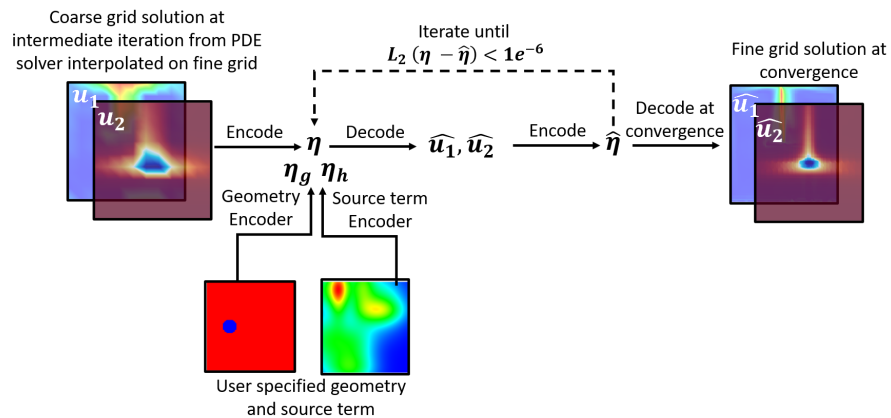 Coarse grid solution at
intermediate iteration from PDE
solver interpolated on fine grid
u₁
u₂
Encode
η
η_g η_h
Geometry
Encoder
Source term
Encoder
User specified geometry
and source term
Decode
û₁, û₂
Iterate until
L₂ (η − η̂) < 1e⁻⁶
Encode
η̂
Decode at
convergence
Fine grid solution at
convergence
û₁
û₂